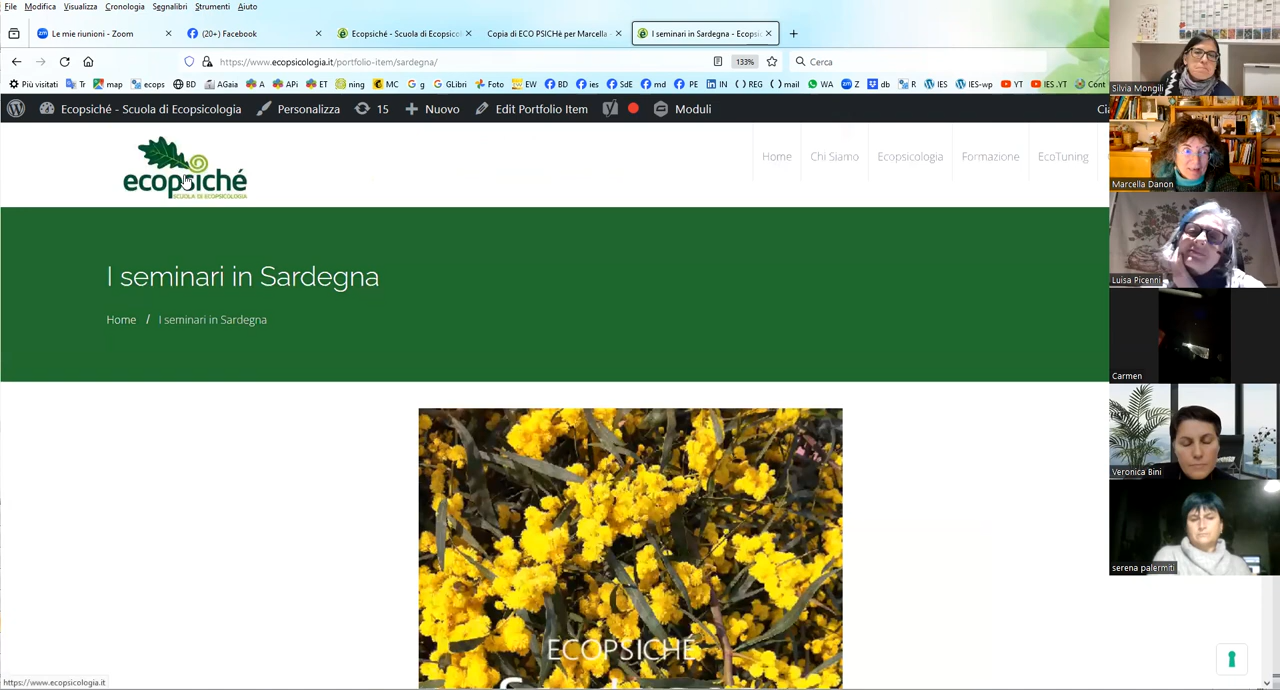 File Modifica Visualizza Cronologia Segnalibri Strumenti Aiuto
Le mie riunioni - Zoom
(20+) Facebook
Ecopsiché - Scuola di Ecopsicol
Copia di ECO PSICHé per Marcella -
I seminari in Sardegna - Ecopsi
https://www.ecopsicologia.it/portfolio-item/sardegna/
133%
Cerca
Più visitati Tr map ecops BD AGaia A APi ET ning MC g GLibri Foto EW BD ies SdE md PE IN ( ) REG ( ) mail WA Z db R IES IES-wp YT IES .YT Cont
Ecopsiché - Scuola di Ecopsicologia Personalizza 15 Nuovo Edit Portfolio Item Moduli Cia
ecopsiché
SCUOLA DI ECOPSICOLOGIA
Home Chi Siamo Ecopsicologia Formazione EcoTuning
I seminari in Sardegna
Home / I seminari in Sardegna
ECOPSICHÉ
https://www.ecopsicologia.it
Silvia Mongili
Marcella Danon
Luisa Picenni
Carmen
Veronica Bini
serena palermiti